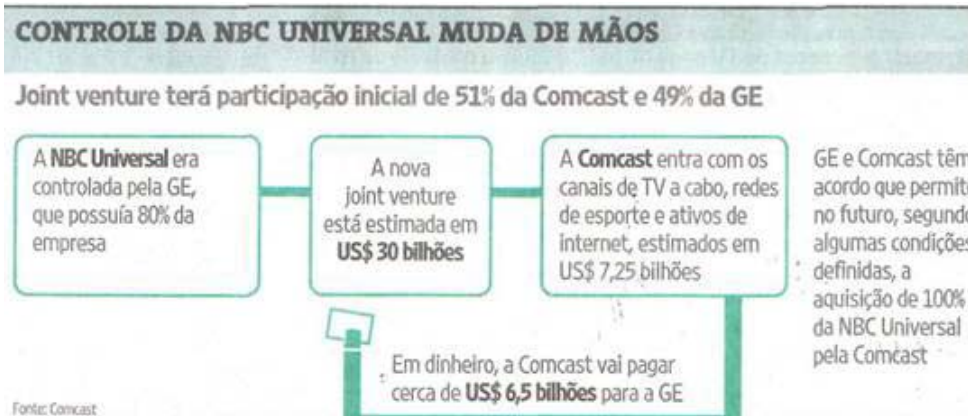 CONTROLE DA NBC UNIVERSAL MUDA DE MÃOS
Joint venture terá participação inicial de 51% da Comcast e 49% da GE
A NBC Universal era
controlada pela GE,
que possuía 80% da
empresa
A nova
joint venture
está estimada em
US$ 30 bilhões
A Comcast entra com os
canais de TV a cabo, redes
de esporte e ativos de
internet, estimados em
US$ 7,25 bilhões
GE e Comcast têm
acordo que permite
no futuro, segundo
algumas condições
definidas, a
aquisição de 100%
da NBC Universal
pela Comcast
Em dinheiro, a Comcast vai pagar
cerca de US$ 6,5 bilhões para a GE
Fonte: Comcast